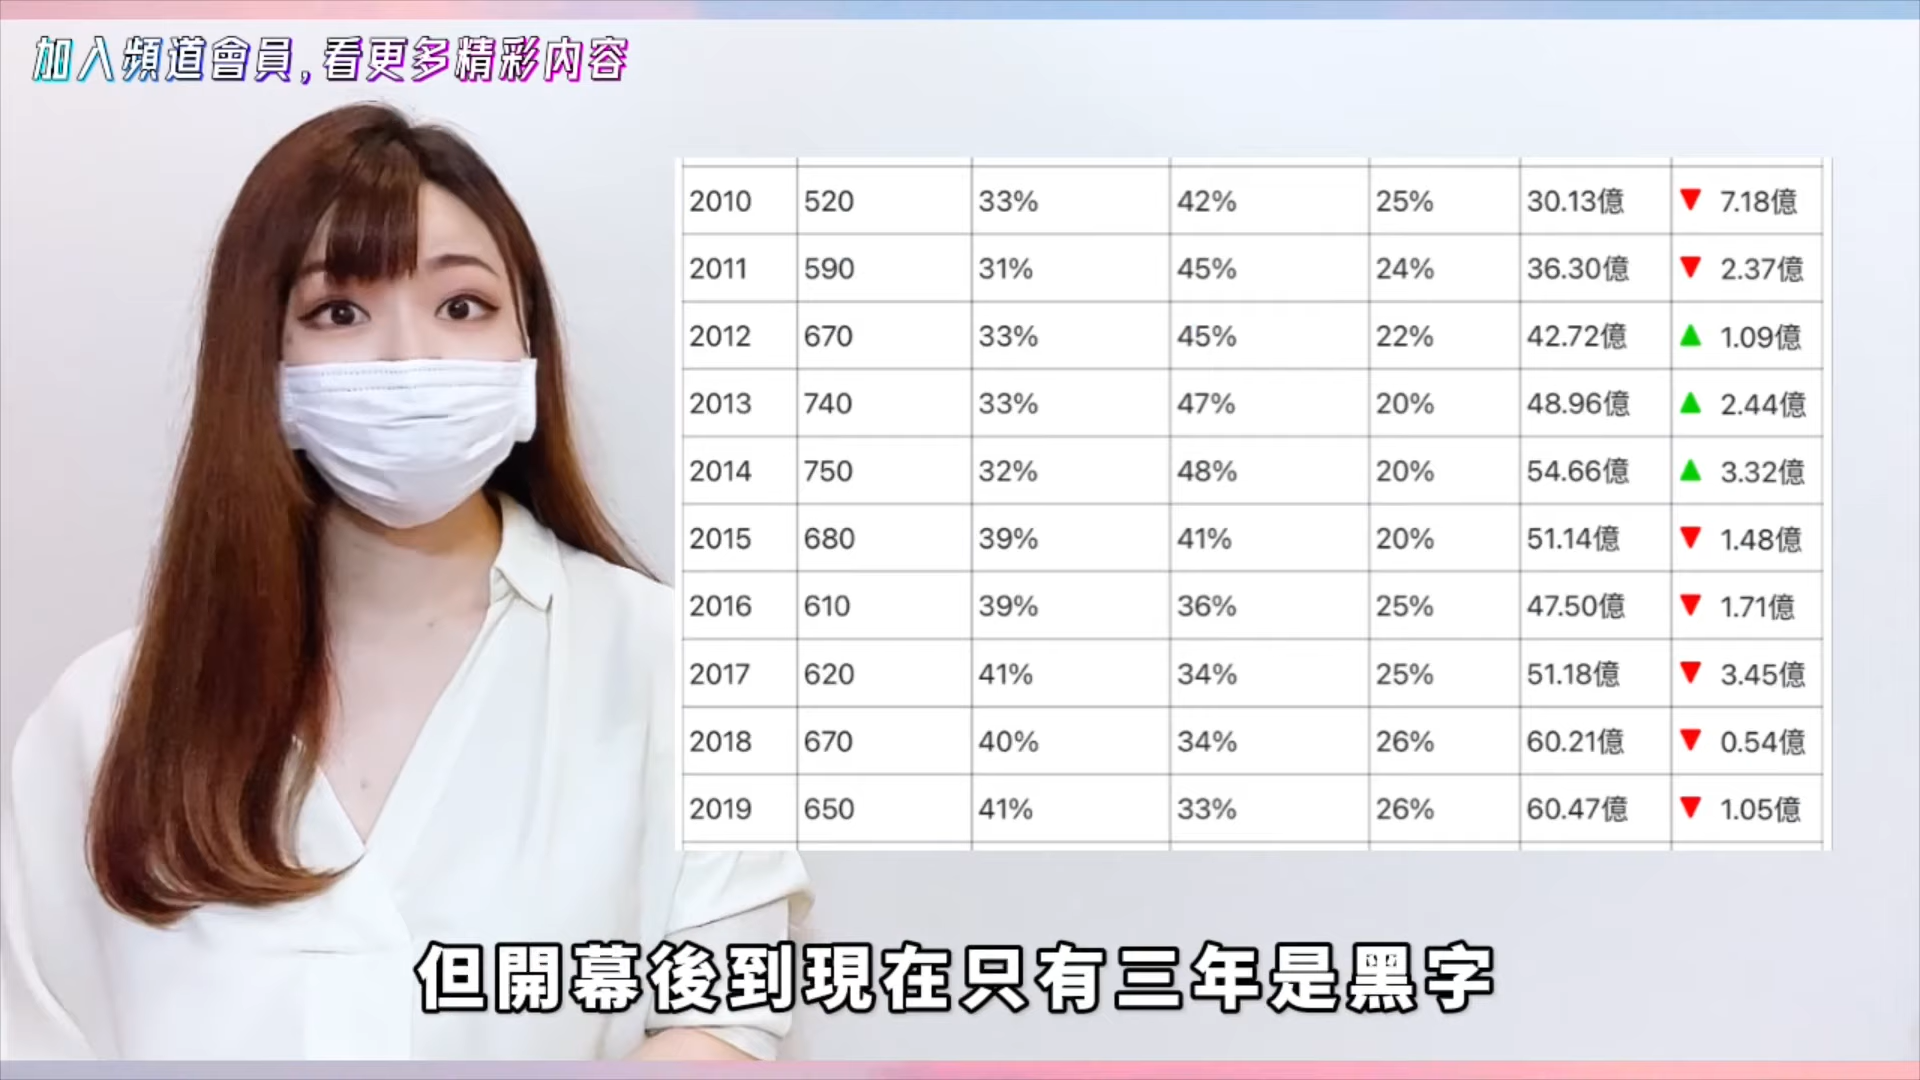 加入頻道會員,看更多精彩內容
2010 520 33% 42% 25% 30.13億 ▼ 7.18億
2011 590 31% 45% 24% 36.30億 ▼ 2.37億
2012 670 33% 45% 22% 42.72億 ▲ 1.09億
2013 740 33% 47% 20% 48.96億 ▲ 2.44億
2014 750 32% 48% 20% 54.66億 ▲ 3.32億
2015 680 39% 41% 20% 51.14億 ▼ 1.48億
2016 610 39% 36% 25% 47.50億 ▼ 1.71億
2017 620 41% 34% 25% 51.18億 ▼ 3.45億
2018 670 40% 34% 26% 60.21億 ▼ 0.54億
2019 650 41% 33% 26% 60.47億 ▼ 1.05億
但開幕後到現在只有三年是黑字